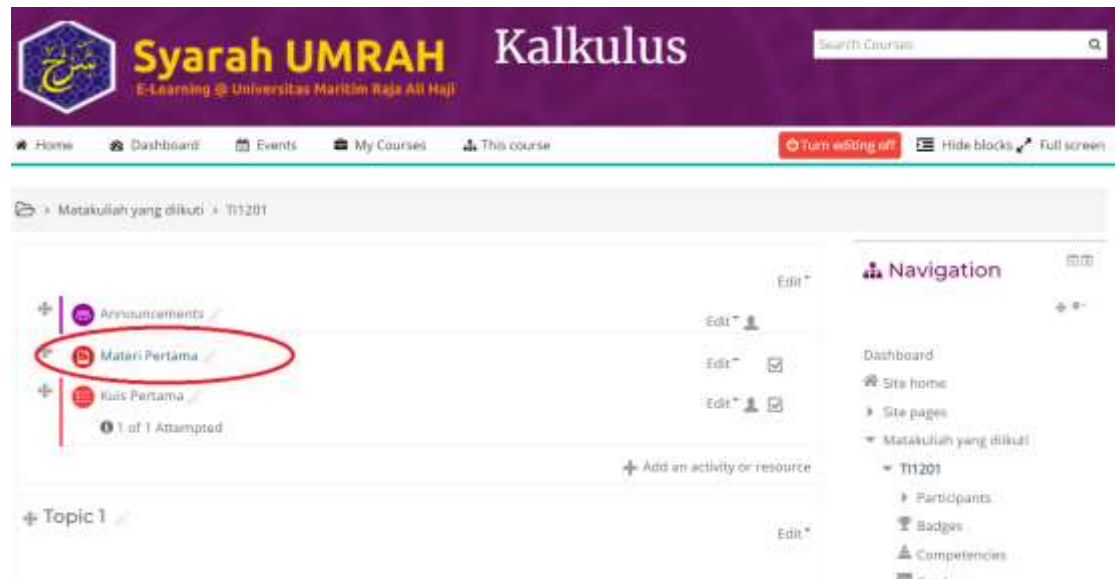 شرح
Syarah UMRAH
E-Learning @ Universitas Maritim Raja Ali Haji
Kalkulus
Search Courses
Home Dashboard Events My Courses This course Turn editing off Hide blocks Full screen
Matakuliah yang diikuti TI1201
Edit
Announcements Edit
Materi Pertama Edit
Kuis Pertama Edit
1 of 1 Attempted
Add an activity or resource
Topic 1
Edit
Navigation
Dashboard
Site home
Site pages
Matakuliah yang diikuti
TI1201
Participants
Badges
Competencies